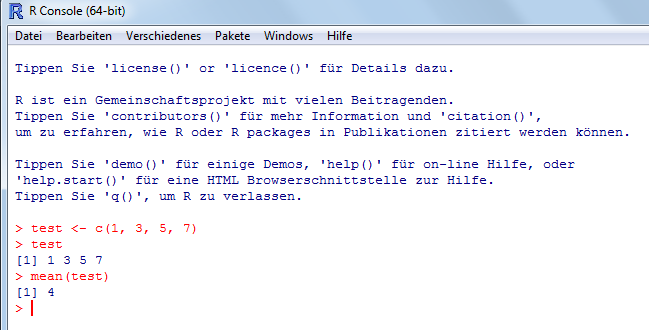 R Console (64-bit)
Datei Bearbeiten Verschiedenes Pakete Windows Hilfe
Tippen Sie 'license()' or 'licence()' für Details dazu.
R ist ein Gemeinschaftsprojekt mit vielen Beitragenden.
Tippen Sie 'contributors()' für mehr Information und 'citation()',
um zu erfahren, wie R oder R packages in Publikationen zitiert werden können.
Tippen Sie 'demo()' für einige Demos, 'help()' für on-line Hilfe, oder
'help.start()' für eine HTML Browserschnittstelle zur Hilfe.
Tippen Sie 'q()', um R zu verlassen.
> test <- c(1, 3, 5, 7)
> test
[1] 1 3 5 7
> mean(test)
[1] 4
>